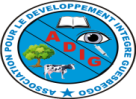 ASSOCIATION POUR LE DEVELOPPEMENT INTEGRE GUESBEOGO
ADIG